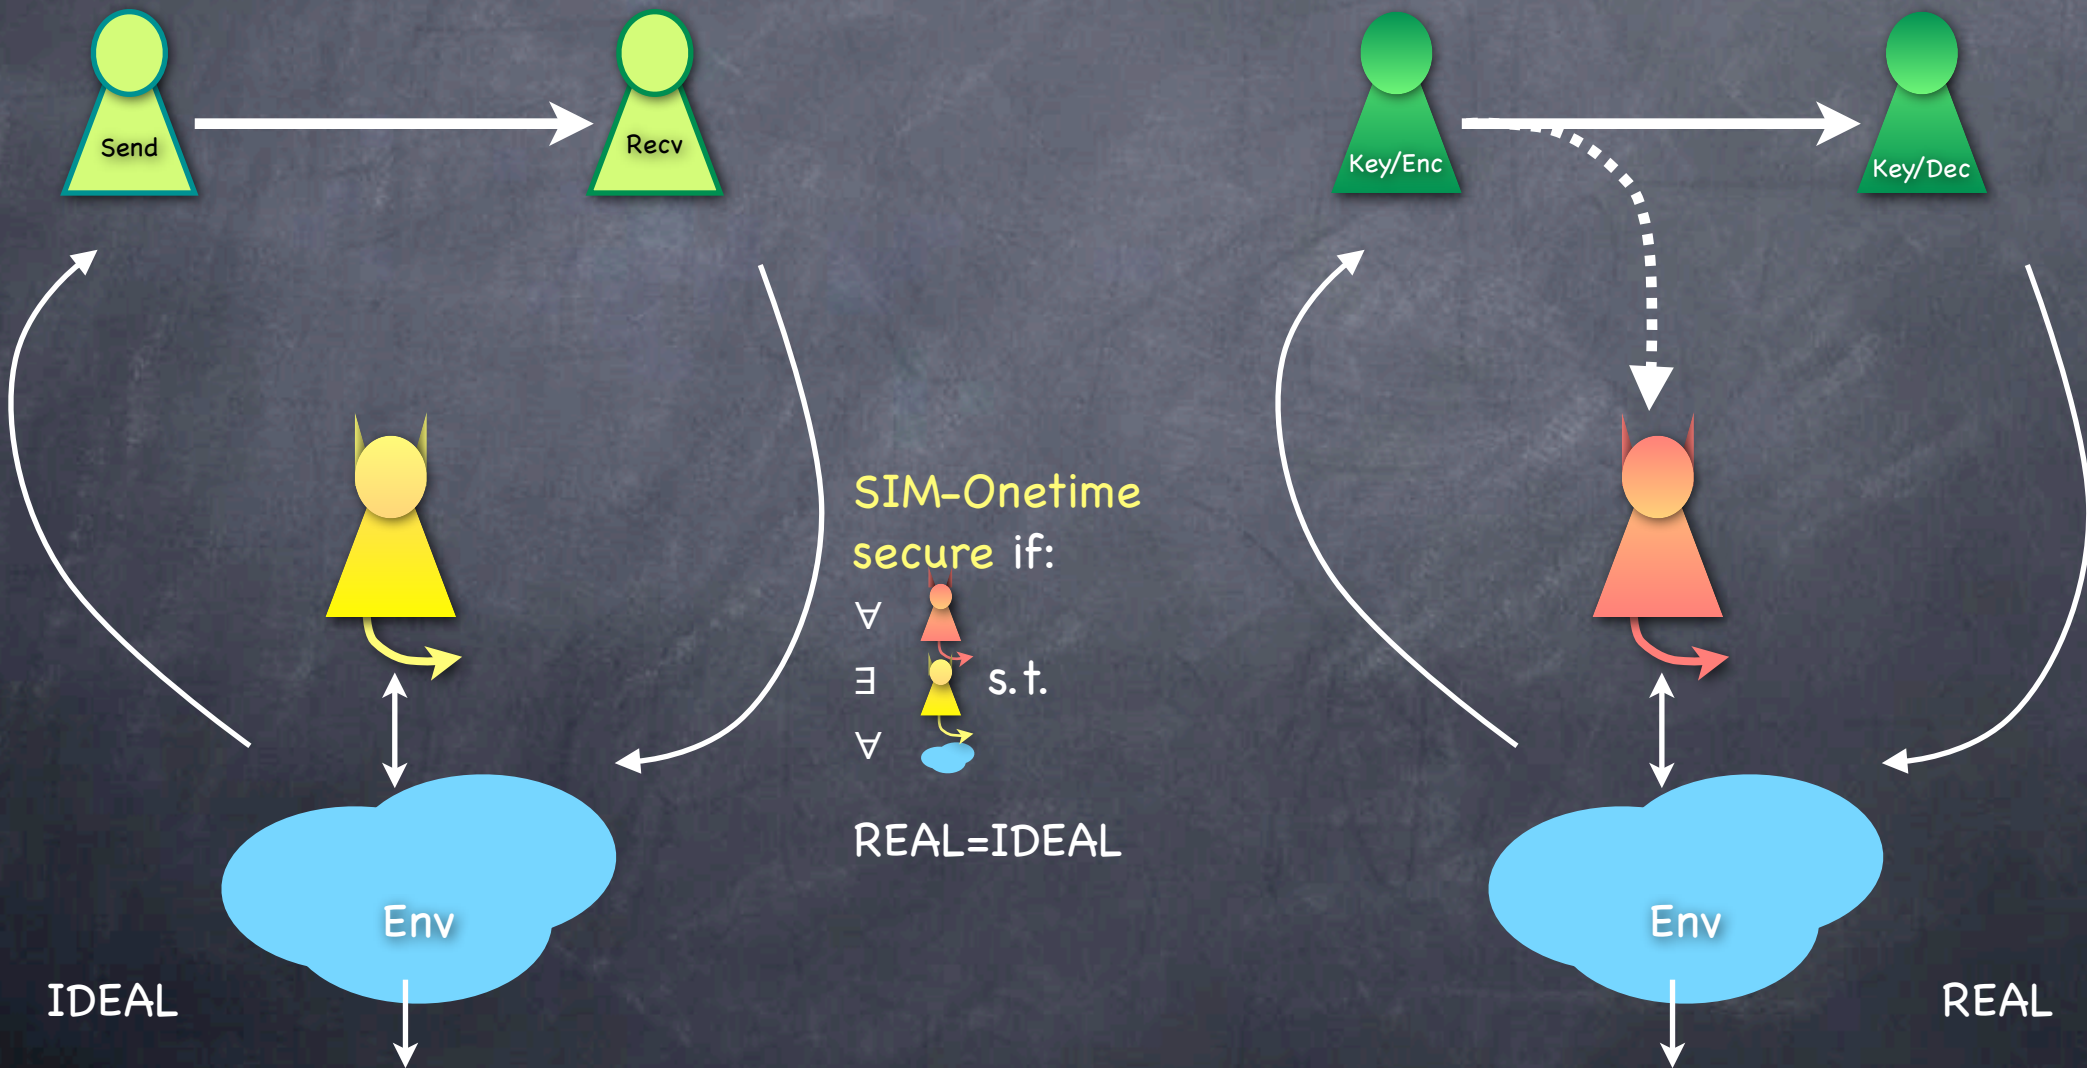 Send
Recv
Key/Enc
Key/Dec
SIM-Onetime
secure if:
∀
∃ s.t.
∀
REAL=IDEAL
Env
Env
IDEAL
REAL